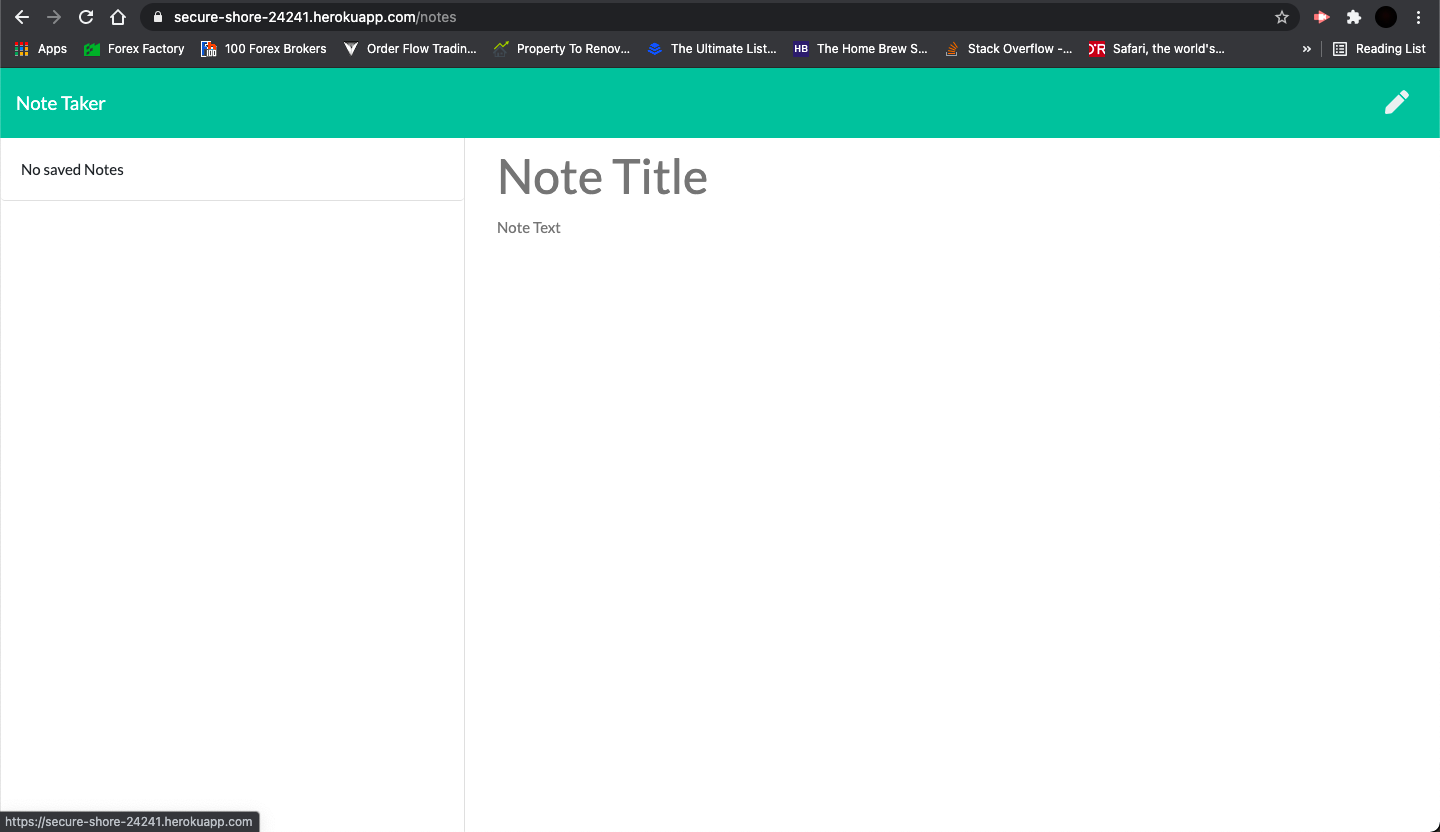 secure-shore-24241.herokuapp.com/notes
Apps Forex Factory 100 Forex Brokers Order Flow Tradin... Property To Renov... The Ultimate List... HB The Home Brew S... Stack Overflow -... Safari, the world's... » Reading List
Note Taker
No saved Notes
Note Title
Note Text
https://secure-shore-24241.herokuapp.com